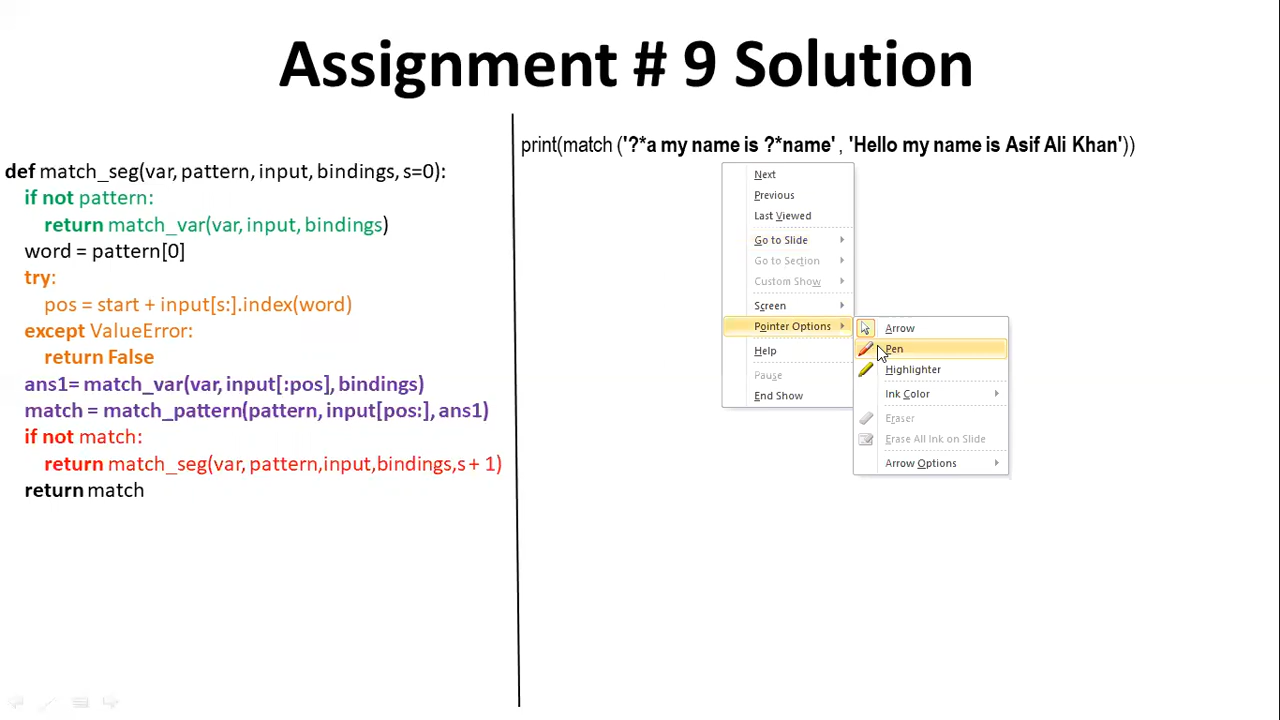 Assignment # 9 Solution
def match_seg(var, pattern, input, bindings, s=0):
if not pattern:
return match_var(var, input, bindings)
word = pattern[0]
try:
pos = start + input[s:].index(word)
except ValueError:
return False
ans1= match_var(var, input[:pos], bindings)
match = match_pattern(pattern, input[pos:], ans1)
if not match:
return match_seg(var, pattern,input,bindings,s + 1)
return match
print(match ('?*a my name is ?*name' , 'Hello my name is Asif Ali Khan'))
Next
Previous
Last Viewed
Go to Slide
Go to Section
Custom Show
Screen
Pointer Options
Help
Pause
End Show
Arrow
Pen
Highlighter
Ink Color
Eraser
Erase All Ink on Slide
Arrow Options